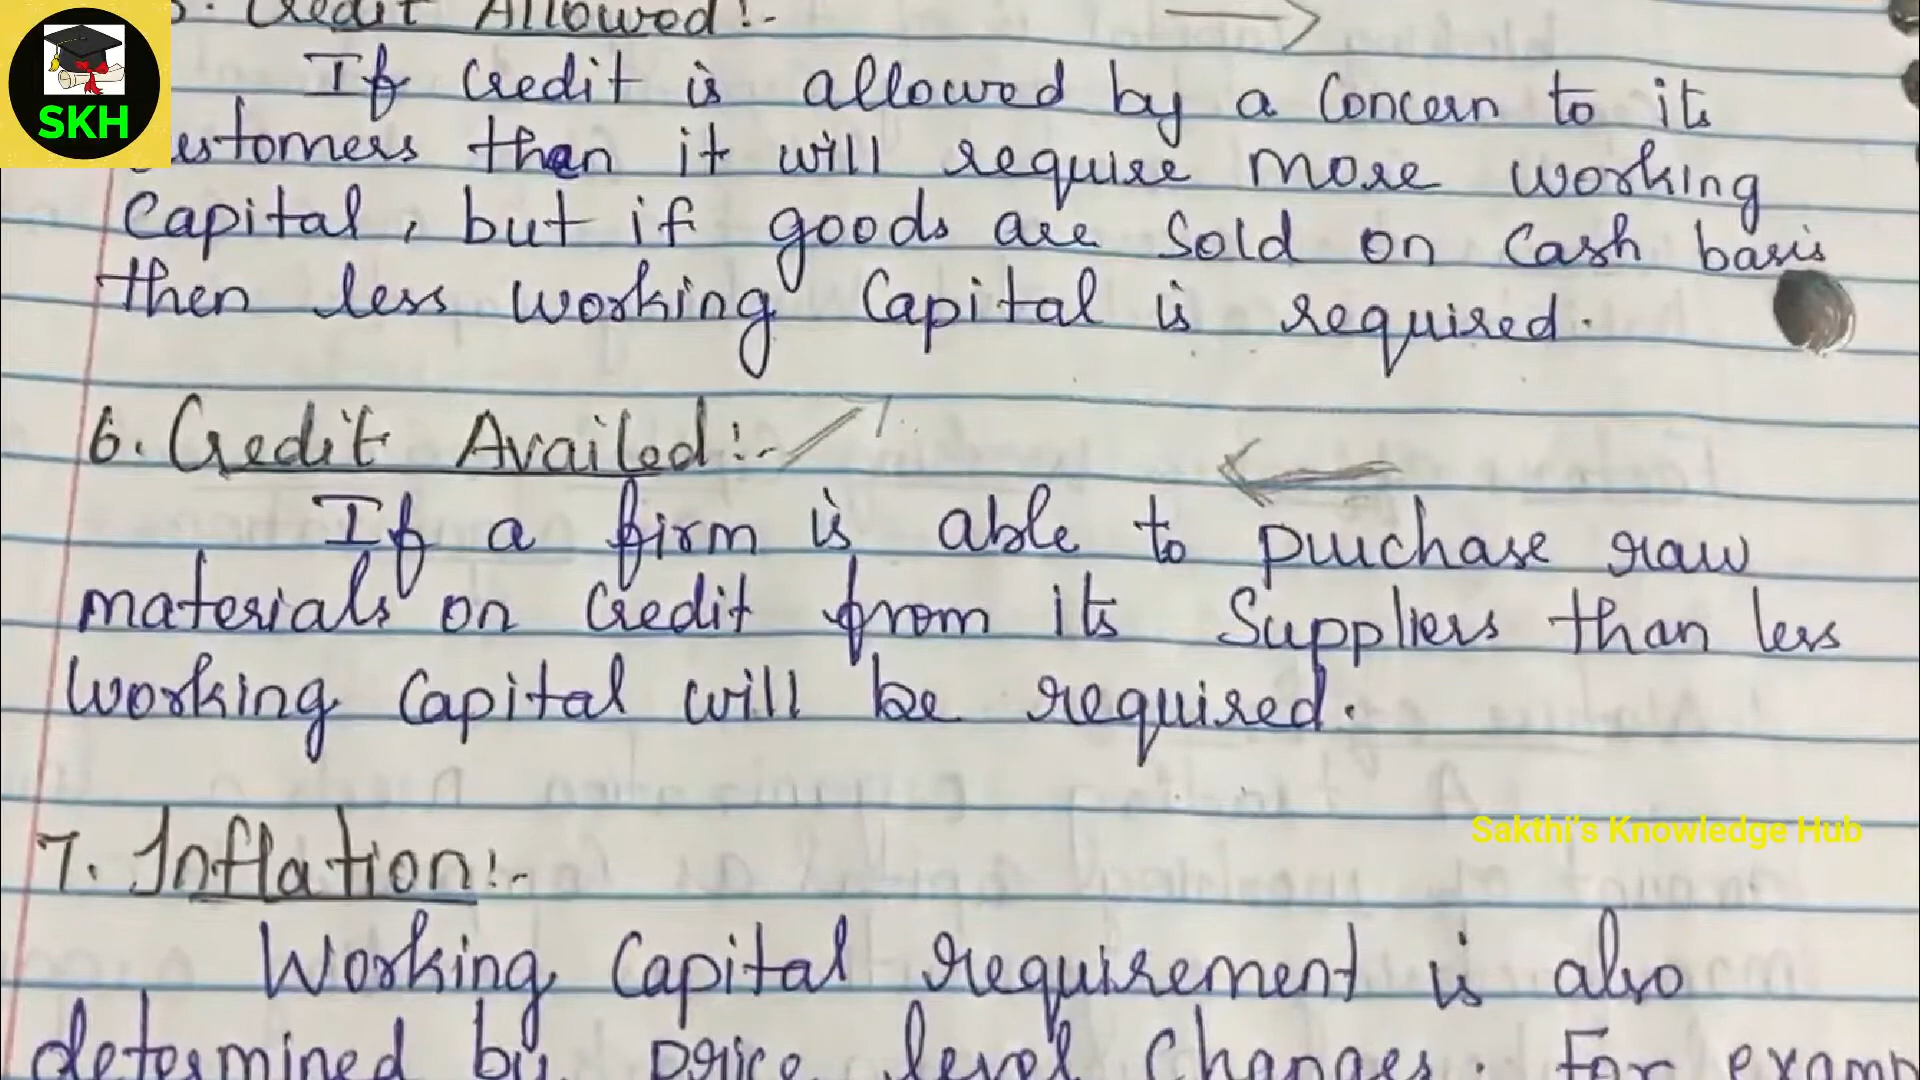 Credit Allowed:-
If credit is allowed by a concern to its
customers then it will require more working
Capital, but if goods are sold on cash basis
then less working Capital is required.
6. Credit Availed:-
If a firm is able to purchase raw
materials on credit from its Suppliers than less
working Capital will be required.
7. Inflation:-
Working Capital requirement is also
determined by price level changes. For examp
SKH
Sakthi's Knowledge Hub